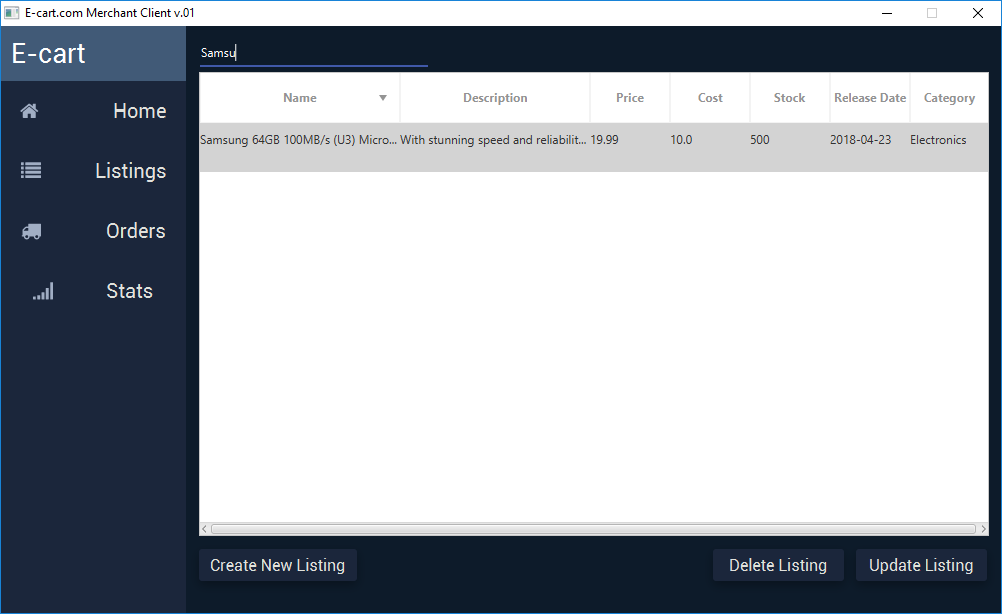 E-cart.com Merchant Client v.01
E-cart
Home
Listings
Orders
Stats
Samsu
Name Description Price Cost Stock Release Date Category
Samsung 64GB 100MB/s (U3) Micro... With stunning speed and reliabilit... 19.99 10.0 500 2018-04-23 Electronics
Create New Listing Delete Listing Update Listing